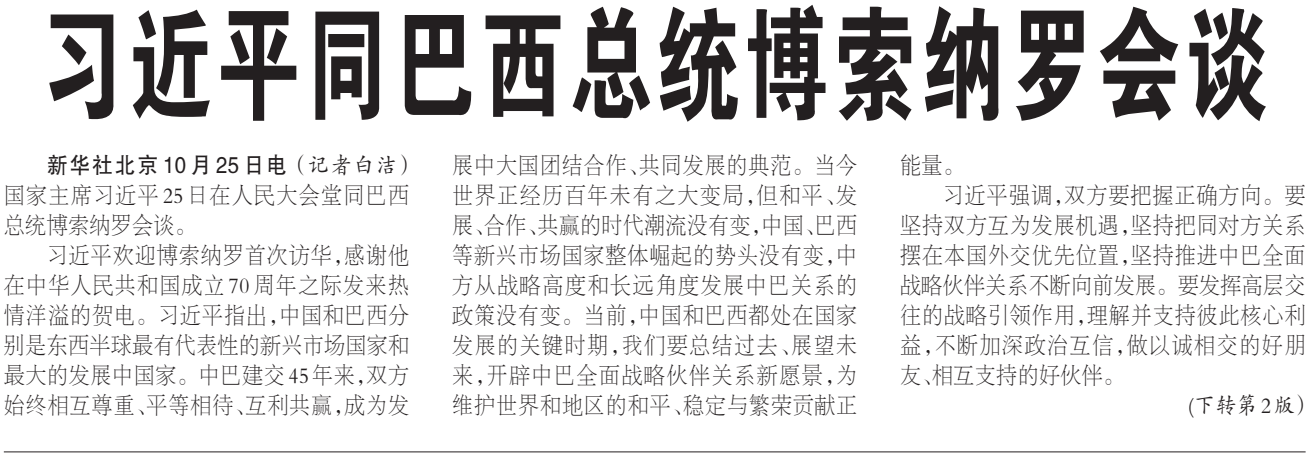 习近平同巴西总统博索纳罗会谈
新华社北京10月25日电（记者白洁）
国家主席习近平25日在人民大会堂同巴西
总统博索纳罗会谈。
习近平欢迎博索纳罗首次访华,感谢他
在中华人民共和国成立70周年之际发来热
情洋溢的贺电。习近平指出,中国和巴西分
别是东西半球最有代表性的新兴市场国家和
最大的发展中国家。中巴建交45年来,双方
始终相互尊重、平等相待、互利共赢,成为发
展中大国团结合作、共同发展的典范。当今
世界正经历百年未有之大变局,但和平、发
展、合作、共赢的时代潮流没有变,中国、巴西
等新兴市场国家整体崛起的势头没有变,中
方从战略高度和长远角度发展中巴关系的
政策没有变。当前,中国和巴西都处在国家
发展的关键时期,我们要总结过去、展望未
来,开辟中巴全面战略伙伴关系新愿景,为
维护世界和地区的和平、稳定与繁荣贡献正
能量。
习近平强调,双方要把握正确方向。要
坚持双方互为发展机遇,坚持把同对方关系
摆在本国外交优先位置,坚持推进中巴全面
战略伙伴关系不断向前发展。要发挥高层交
往的战略引领作用,理解并支持彼此核心利
益,不断加深政治互信,做以诚相交的好朋
友、相互支持的好伙伴。
(下转第2版)